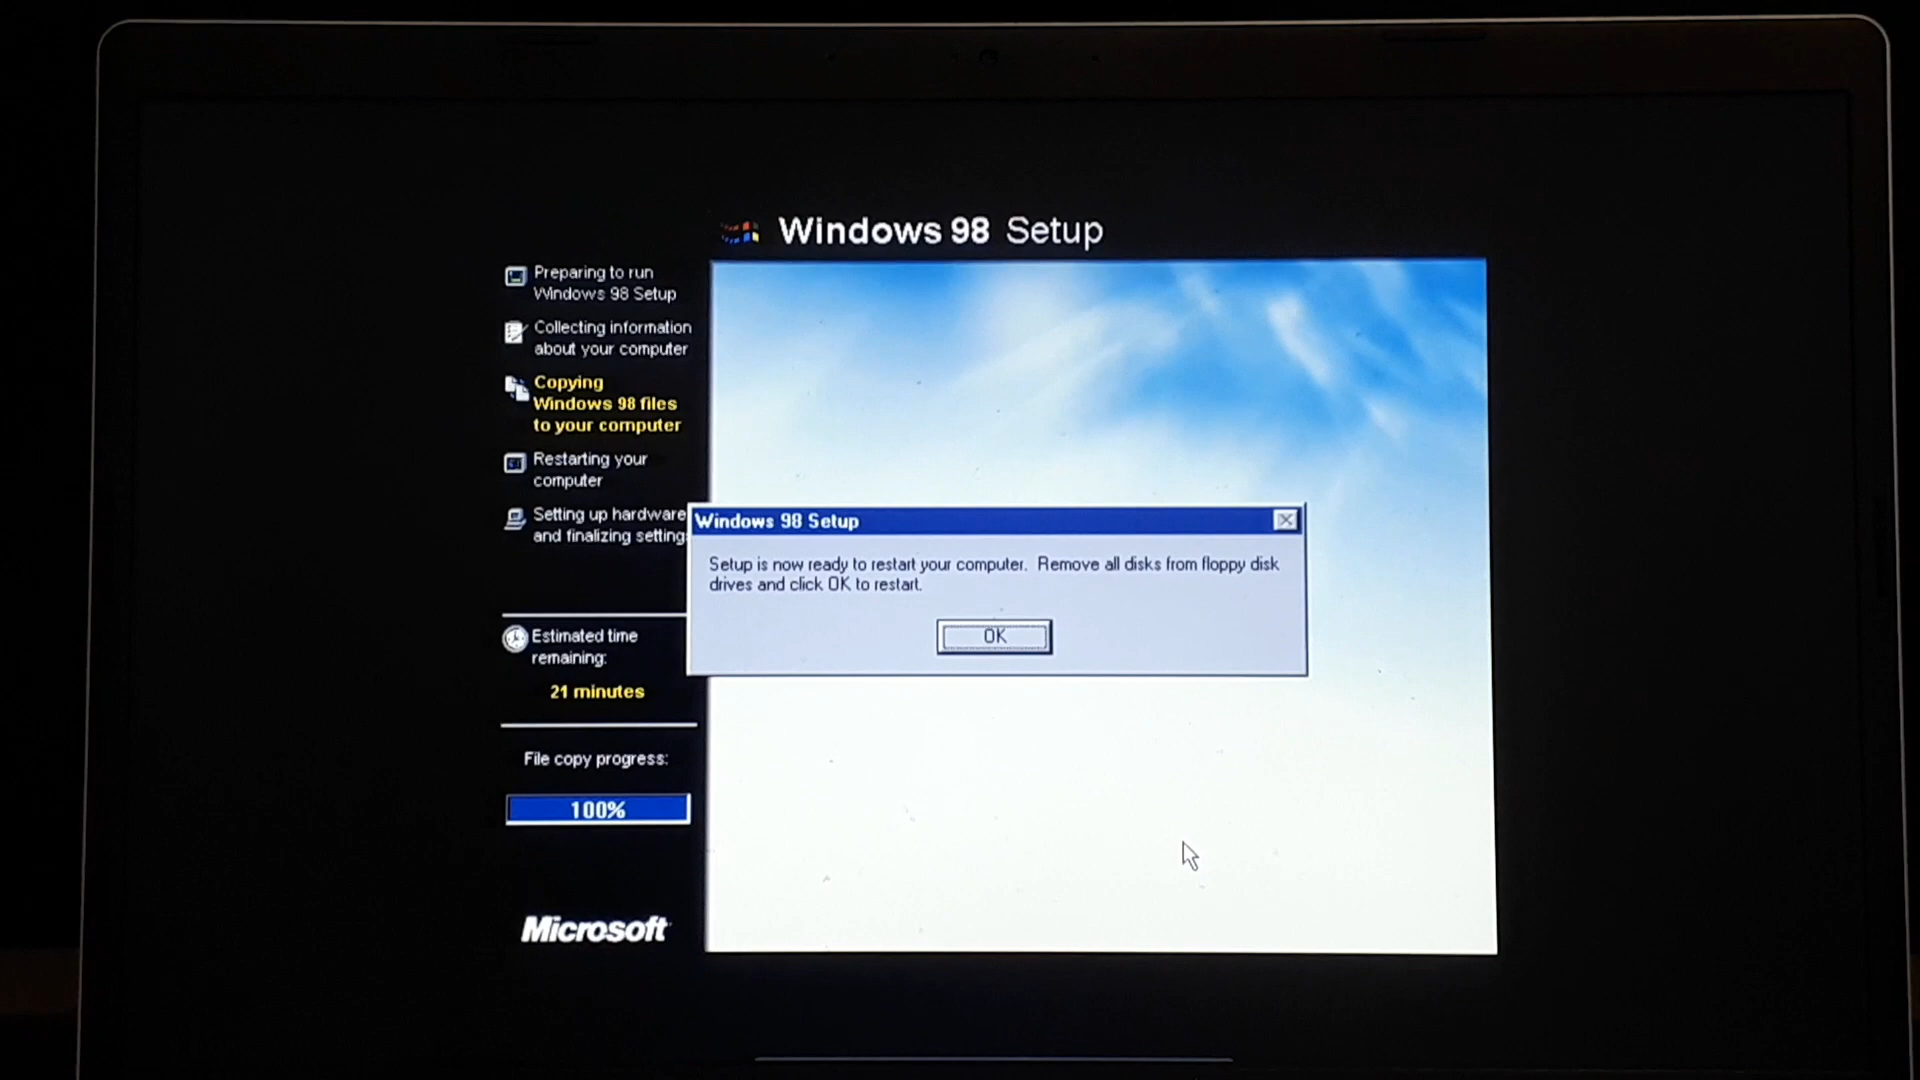 Windows 98 Setup
Preparing to run
Windows 98 Setup
Collecting information
about your computer
Copying
Windows 98 files
to your computer
Restarting your
computer
Setting up hardware
and finalizing setting
Estimated time
remaining:
21 minutes
File copy progress:
100%
Microsoft
Windows 98 Setup
Setup is now ready to restart your computer. Remove all disks from floppy disk
drives and click OK to restart.
OK